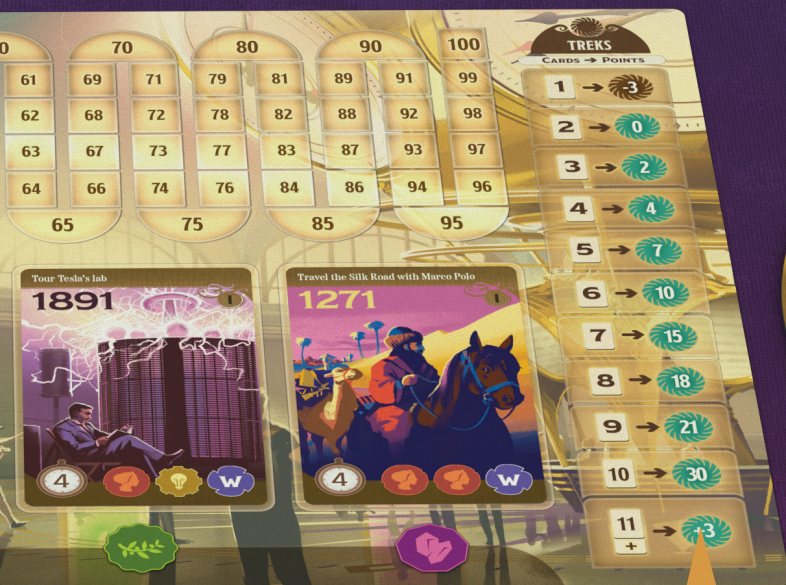 0 70 80 90 100
61 69 71 79 81 89 91 99
62 68 72 78 82 88 92 98
63 67 73 77 83 87 93 97
64 66 74 76 84 86 94 96
65 75 85 95
TREKS
CARDS → POINTS
1 → -3
2 → 0
3 → 2
4 → 4
5 → 7
6 → 10
7 → 15
8 → 18
9 → 21
10 → 30
11 + → +3
Tour Tesla's lab
1891 I
4 W
Travel the Silk Road with Marco Polo
1271 I
4 W